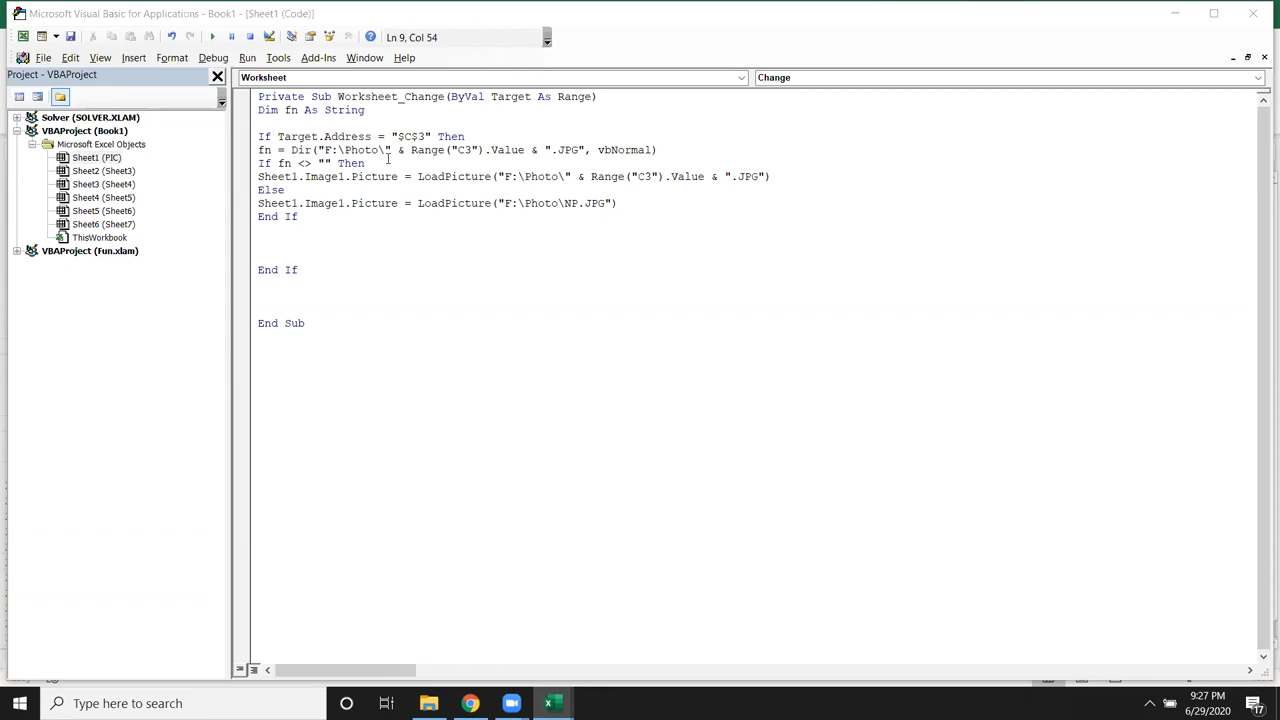 Microsoft Visual Basic for Applications - Book1 - [Sheet1 (Code)]
Ln 9, Col 54
File Edit View Insert Format Debug Run Tools Add-Ins Window Help
Project - VBAProject
Solver (SOLVER.XLAM)
VBAProject (Book1)
Microsoft Excel Objects
Sheet1 (PIC)
Sheet2 (Sheet3)
Sheet3 (Sheet4)
Sheet4 (Sheet5)
Sheet5 (Sheet6)
Sheet6 (Sheet7)
ThisWorkbook
VBAProject (Fun.xlam)
Worksheet
Change
Private Sub Worksheet_Change(ByVal Target As Range)
Dim fn As String
If Target.Address = "$C$3" Then
fn = Dir("F:\Photo\" & Range("C3").Value & ".JPG", vbNormal)
If fn <> "" Then
Sheet1.Image1.Picture = LoadPicture("F:\Photo\" & Range("C3").Value & ".JPG")
Else
Sheet1.Image1.Picture = LoadPicture("F:\Photo\NP.JPG")
End If
End If
End Sub
Type here to search
9:27 PM
6/29/2020
17